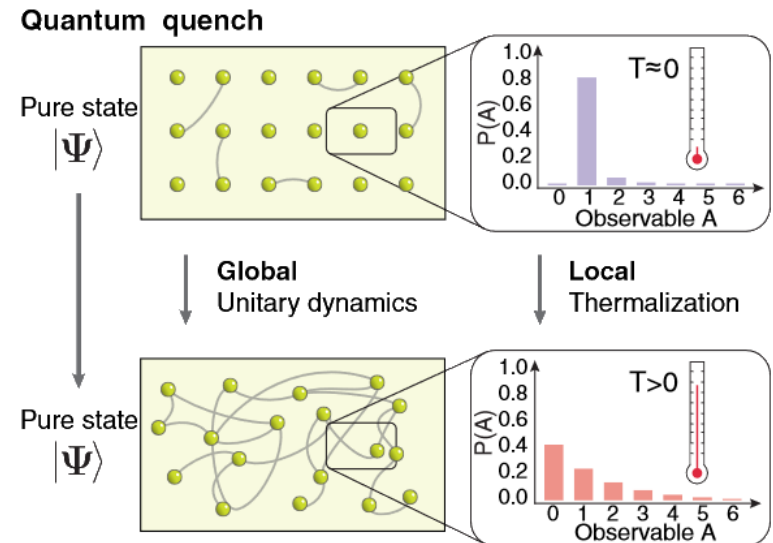 Quantum quench
Pure state
|Ψ⟩
P(A)
1.0
0.8
0.6
0.4
0.2
0.0
T≈0
0 1 2 3 4 5 6
Observable A
Global
Unitary dynamics
Local
Thermalization
Pure state
|Ψ⟩
P(A)
1.0
0.8
0.6
0.4
0.2
0.0
T>0
0 1 2 3 4 5 6
Observable A